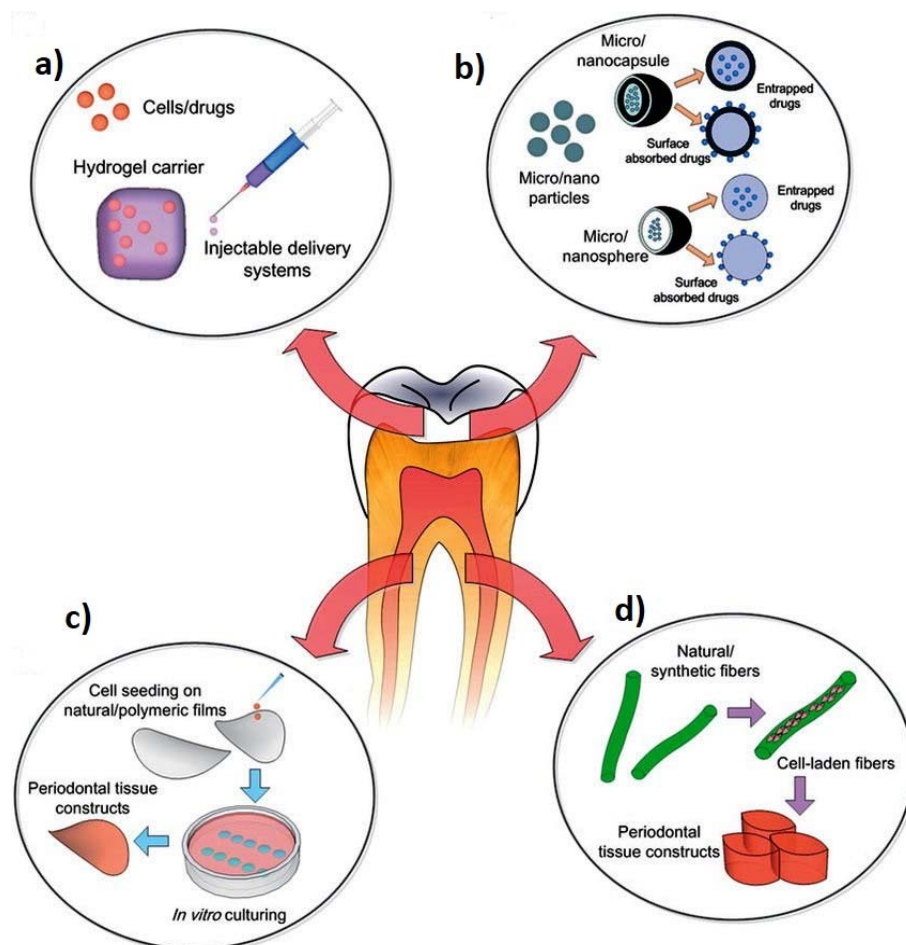 a)
Cells/drugs
Hydrogel carrier
Injectable delivery
systems
b)
Micro/
nanocapsule
Entrapped
drugs
Surface
absorbed drugs
Micro/nano
particles
Entrapped
drugs
Micro/
nanosphere
Surface
absorbed drugs
c)
Cell seeding on
natural/polymeric films
Periodontal tissue
constructs
In vitro culturing
d)
Natural/
synthetic fibers
Cell-laden fibers
Periodontal
tissue constructs